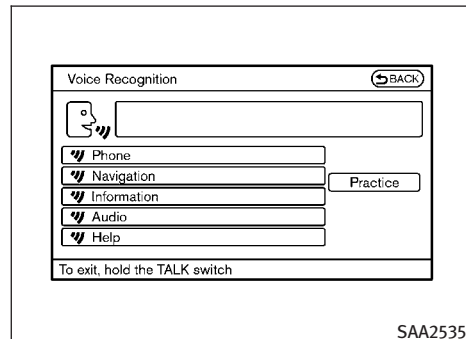 Voice Recognition
BACK
Phone
Navigation
Practice
Information
Audio
Help
To exit, hold the TALK switch
SAA2535